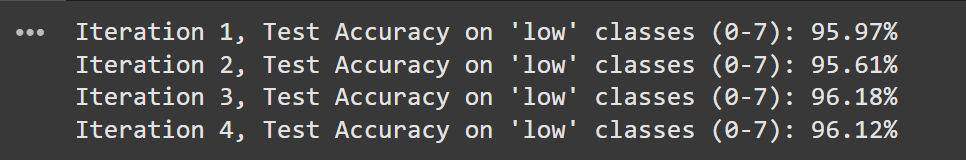 Iteration 1, Test Accuracy on 'low' classes (0-7): 95.97%
Iteration 2, Test Accuracy on 'low' classes (0-7): 95.61%
Iteration 3, Test Accuracy on 'low' classes (0-7): 96.18%
Iteration 4, Test Accuracy on 'low' classes (0-7): 96.12%